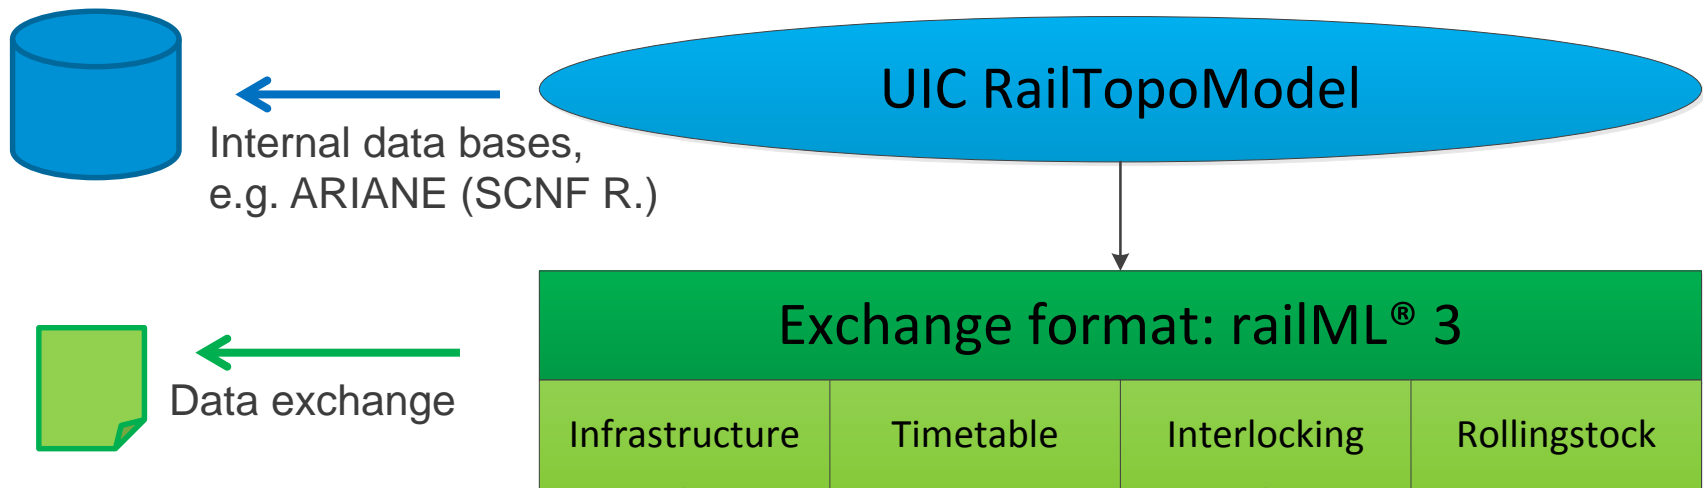 UIC RailTopoModel
Internal data bases,
e.g. ARIANE (SCNF R.)
Exchange format: railML® 3
Data exchange
Infrastructure
Timetable
Interlocking
Rollingstock